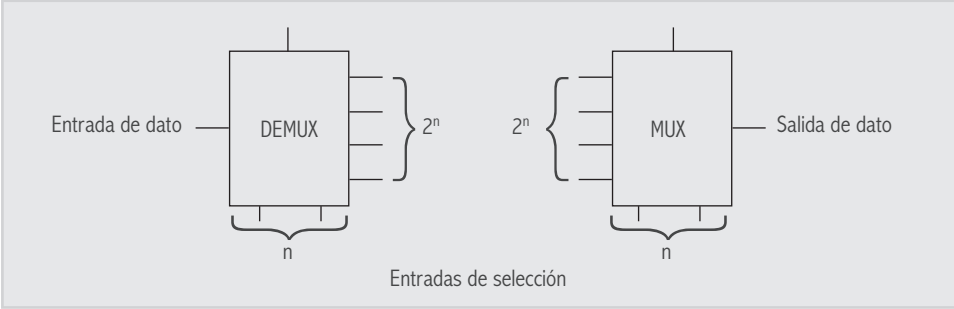 Entrada de dato
DEMUX
2ⁿ
n
2ⁿ
MUX
Salida de dato
n
Entradas de selección